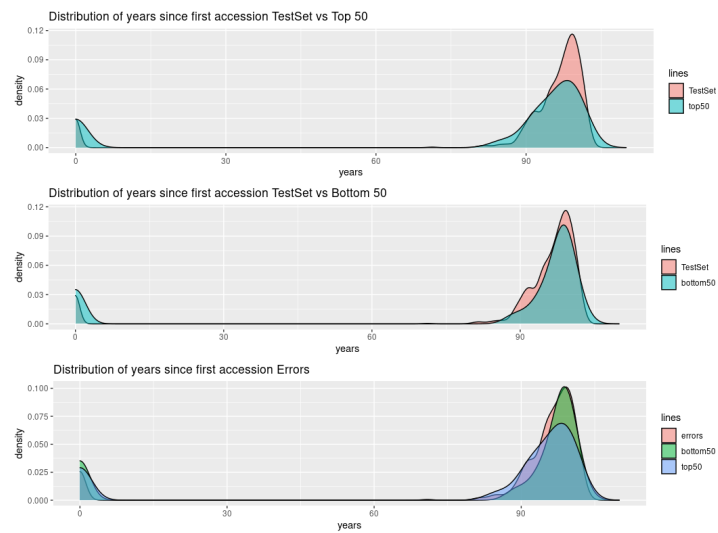 Distribution of years since first accession TestSet vs Top 50
0.12
0.09
0.06
0.03
0.00
density
0
30
60
90
years
lines
TestSet
top50
Distribution of years since first accession TestSet vs Bottom 50
0.12
0.09
0.06
0.03
0.00
density
0
30
60
90
years
lines
TestSet
bottom50
Distribution of years since first accession Errors
0.100
0.075
0.050
0.025
0.000
density
0
30
60
90
years
lines
errors
bottom50
top50